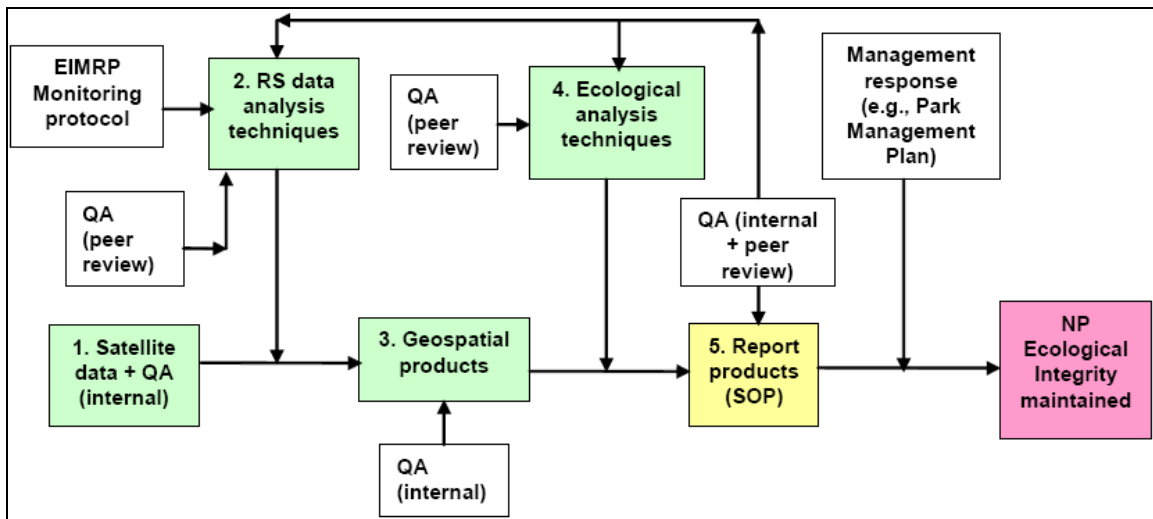 EIMRP
Monitoring
protocol
2. RS data
analysis
techniques
QA
(peer
review)
4. Ecological
analysis
techniques
Management
response
(e.g., Park
Management
Plan)
QA
(peer
review)
QA (internal
+ peer
review)
1. Satellite
data + QA
(internal)
3. Geospatial
products
5. Report
products
(SOP)
NP
Ecological
Integrity
maintained
QA
(internal)